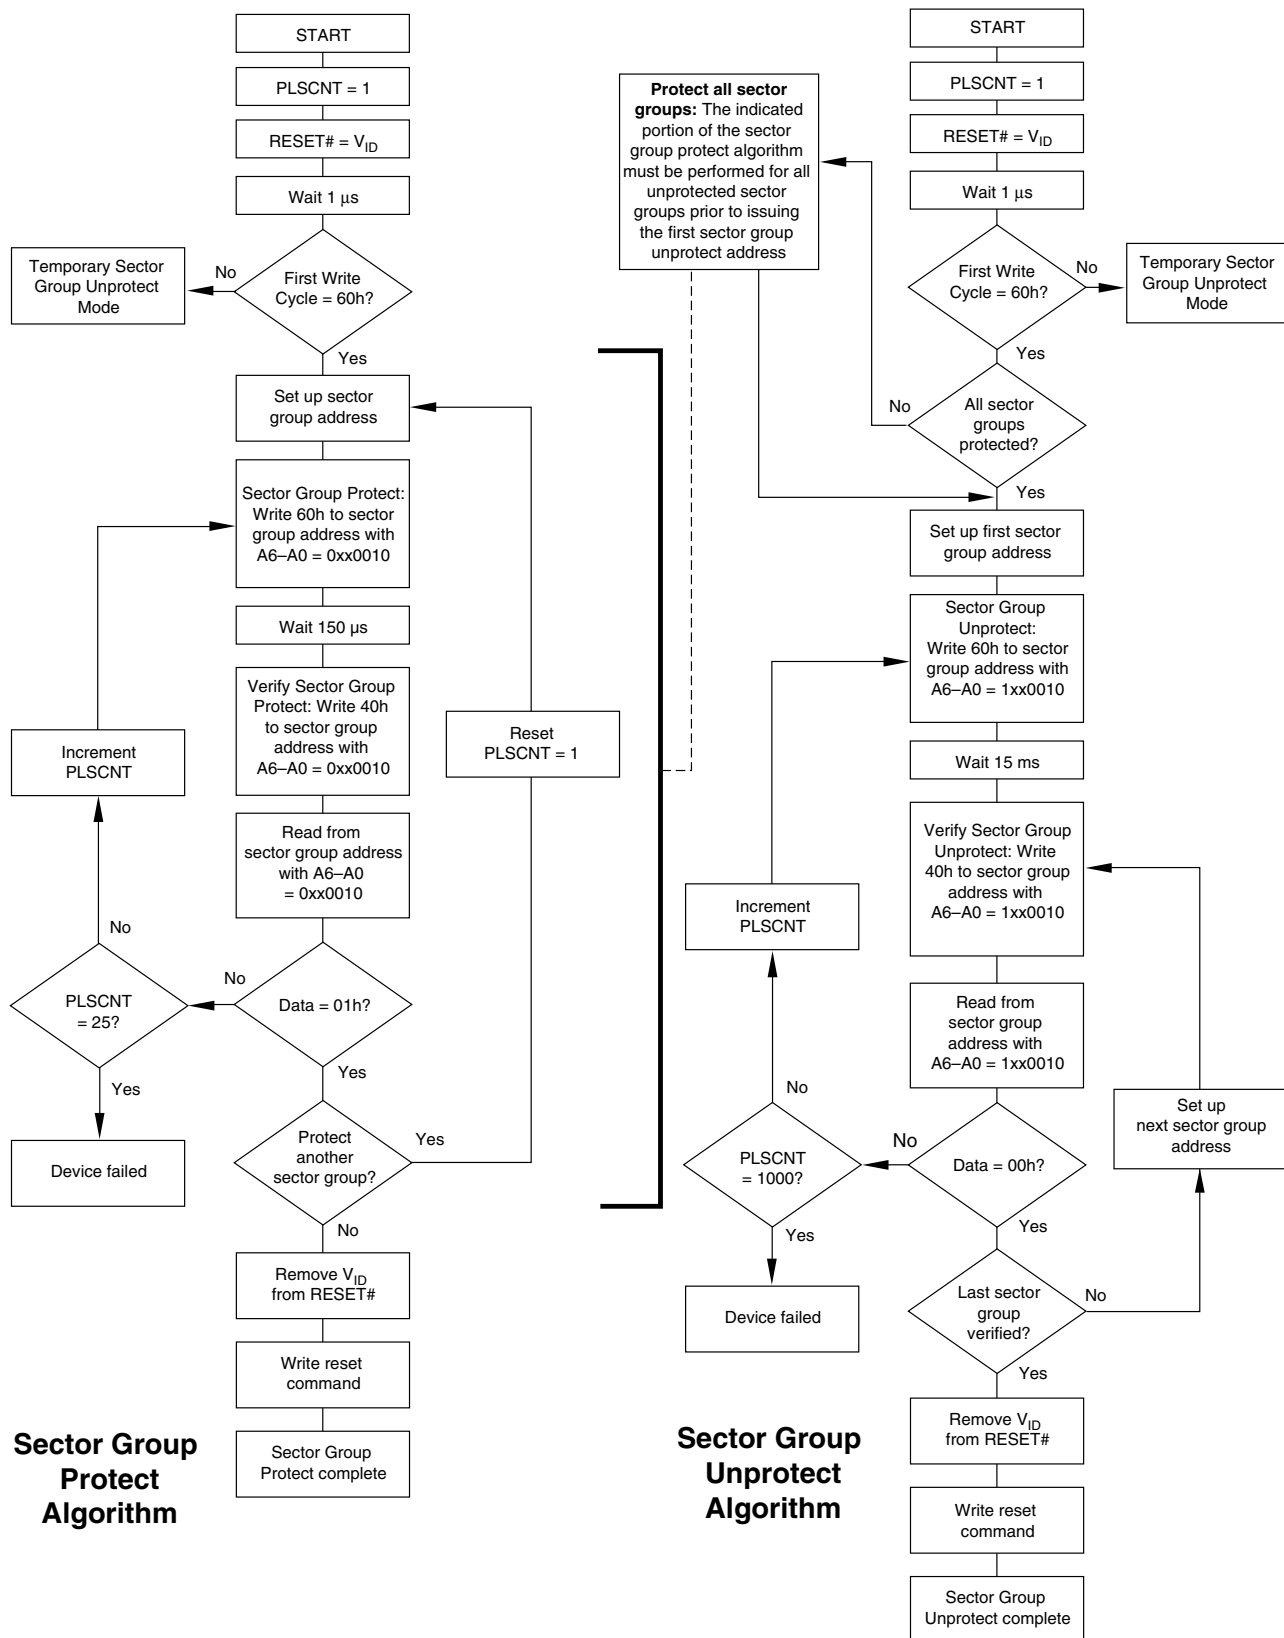 START
PLSCNT = 1
RESET# = VID
Wait 1 μs
First Write
Cycle = 60h?
No
Temporary Sector
Group Unprotect
Mode
Yes
Set up sector
group address
Sector Group Protect:
Write 60h to sector
group address with
A6–A0 = 0xx0010
Wait 150 µs
Verify Sector Group
Protect: Write 40h
to sector group
address with
A6–A0 = 0xx0010
Read from
sector group address
with A6–A0
= 0xx0010
Data = 01h?
No
PLSCNT
= 25?
No
Increment
PLSCNT
Yes
Device failed
Yes
Protect
another
sector group?
Yes
Reset
PLSCNT = 1
No
Remove VID
from RESET#
Write reset
command
Sector Group
Protect complete
Sector Group
Protect
Algorithm
Protect all sector
groups: The indicated
portion of the sector
group protect algorithm
must be performed for all
unprotected sector
groups prior to issuing
the first sector group
unprotect address
START
PLSCNT = 1
RESET# = VID
Wait 1 μs
First Write
Cycle = 60h?
No
Temporary Sector
Group Unprotect
Mode
Yes
All sector
groups
protected?
No
Yes
Set up first sector
group address
Sector Group
Unprotect:
Write 60h to sector
group address with
A6–A0 = 1xx0010
Wait 15 ms
Verify Sector Group
Unprotect: Write
40h to sector group
address with
A6–A0 = 1xx0010
Read from
sector group
address with
A6–A0 = 1xx0010
Data = 00h?
No
PLSCNT
= 1000?
No
Increment
PLSCNT
Yes
Device failed
Yes
Last sector
group
verified?
No
Set up
next sector group
address
Yes
Remove VID
from RESET#
Write reset
command
Sector Group
Unprotect complete
Sector Group
Unprotect
Algorithm